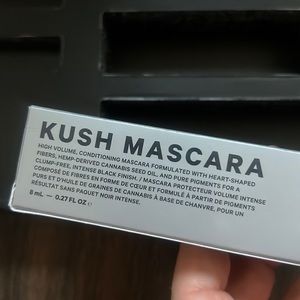 KUSH MASCARA
HIGH VOLUME, CONDITIONING MASCARA FORMULATED WITH HEART-SHAPED
FIBERS, HEMP-DERIVED CANNABIS SEED OIL, AND PURE PIGMENTS FOR A
CLUMP-FREE, INTENSE BLACK FINISH. / MASCARA PROTECTEUR VOLUME INTENSE
COMPOSÉ DE FIBRES EN FORME DE CŒUR ET FORMULÉ À PARTIR DE PIGMENTS
PURS ET D'HUILE DE GRAINES DE CANNABIS À BASE DE CHANVRE, POUR UN
RÉSULTAT SANS PAQUET NOIR INTENSE.
8 mL — 0.27 FL OZ ℮